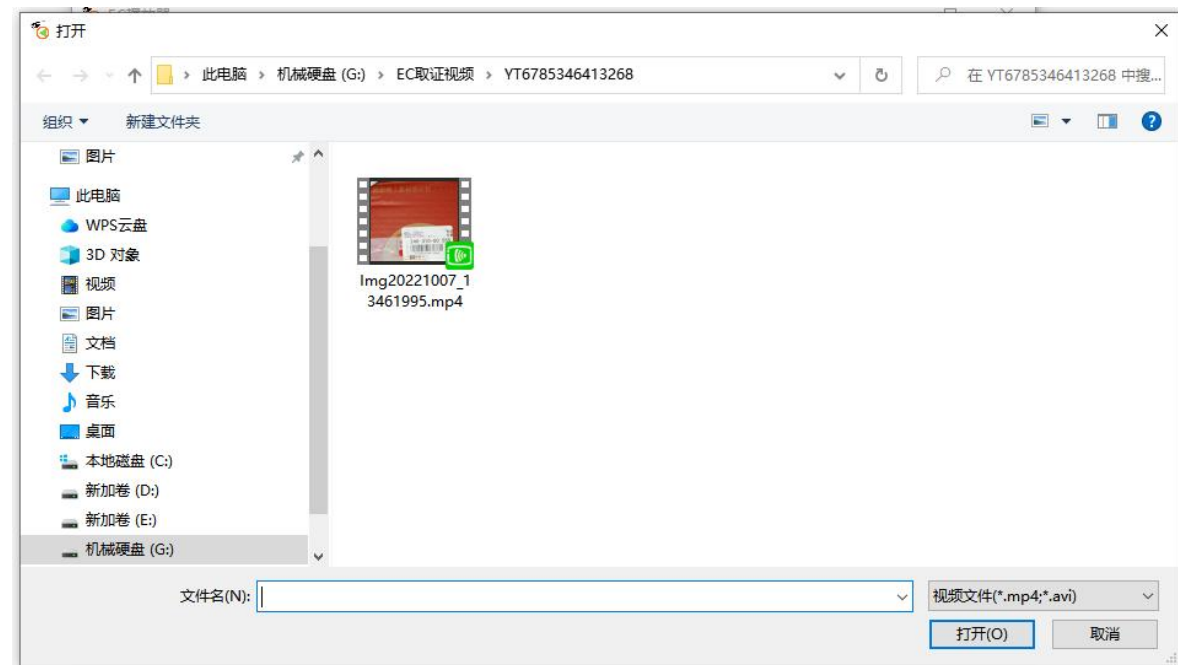 打开
此电脑 › 机械硬盘 (G:) › EC取证视频 › YT6785346413268
在 YT6785346413268 中搜...
组织
新建文件夹
图片
此电脑
WPS云盘
3D 对象
视频
图片
文档
下载
音乐
桌面
本地磁盘 (C:)
新加卷 (D:)
新加卷 (E:)
机械硬盘 (G:)
Img20221007_1
3461995.mp4
文件名(N):
视频文件(*.mp4;*.avi)
打开(O)
取消